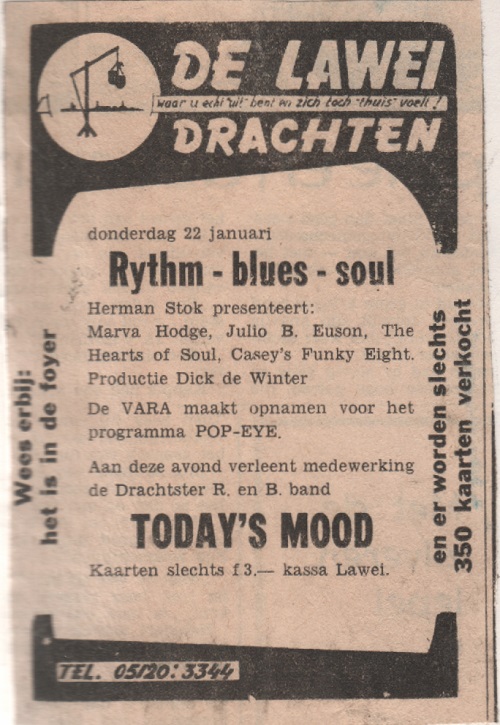 DE LAWEI
waar u echt "uit" bent en zich toch "thuis" voelt!
DRACHTEN
donderdag 22 januari
Rythm - blues - soul
Herman Stok presenteert:
Marva Hodge, Julio B. Euson, The
Hearts of Soul, Casey's Funky Eight.
Productie Dick de Winter
De VARA maakt opnamen voor het
programma POP-EYE.
Aan deze avond verleent medewerking
de Drachtster R. en B. band
TODAY'S MOOD
Kaarten slechts f 3.— kassa Lawei.
Wees erbij:
het is in de foyer
en er worden slechts
350 kaarten verkocht
TEL. 05120: 3344